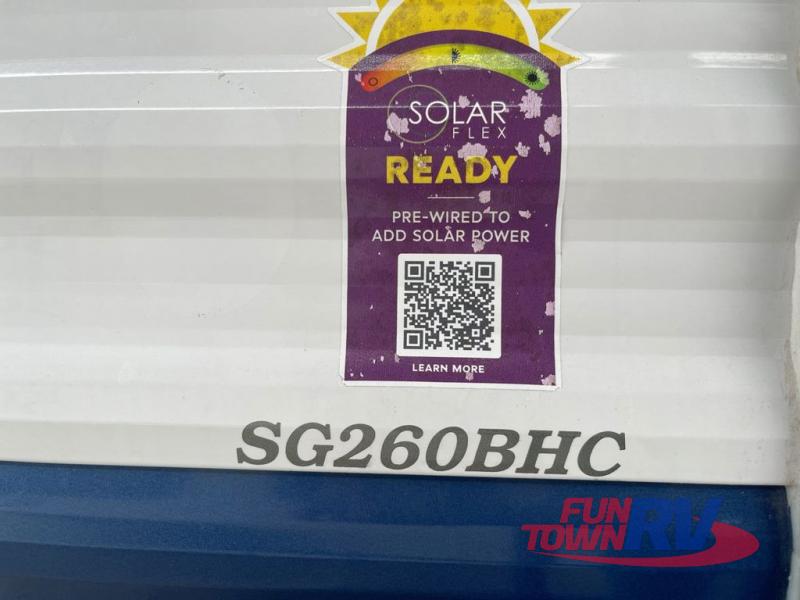 SOLAR
FLEX
READY
PRE-WIRED TO
ADD SOLAR POWER
LEARN MORE
SG260BHC
FUN
TOWN RV